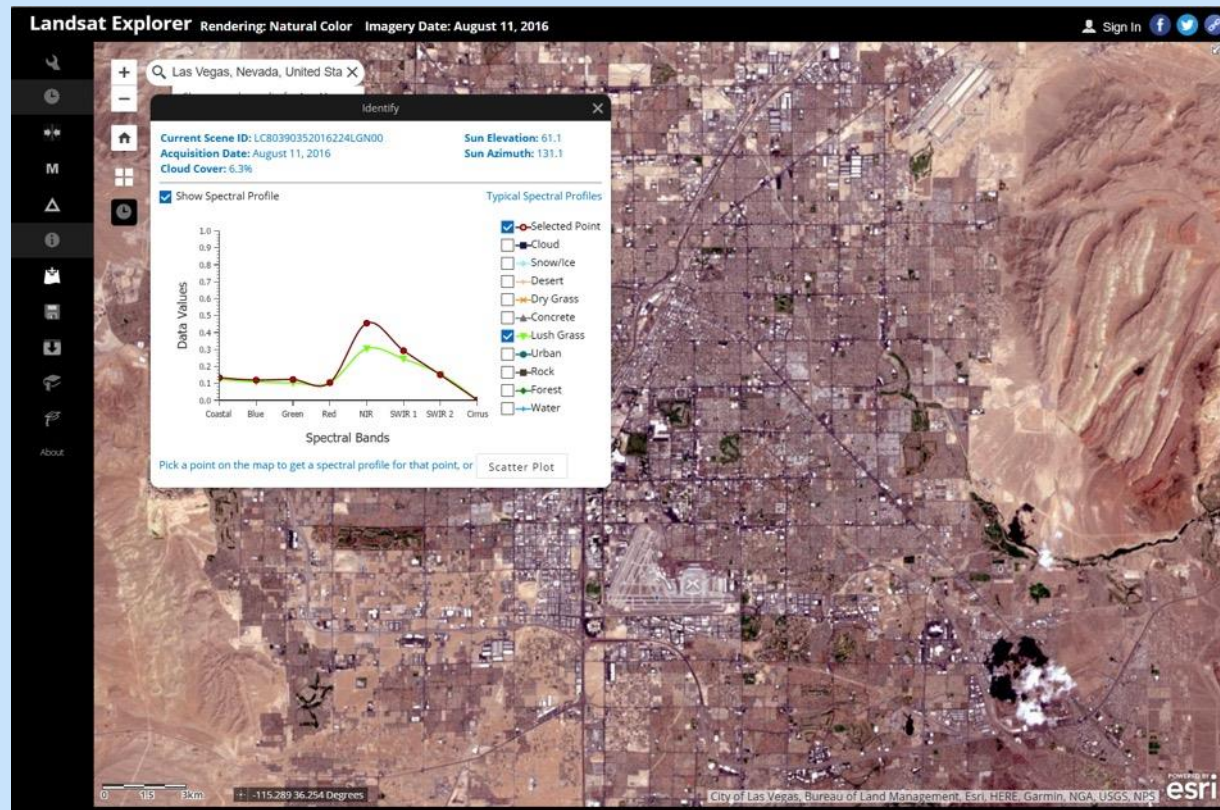 Landsat Explorer Rendering: Natural Color Imagery Date: August 11, 2016
Sign In
Las Vegas, Nevada, United Sta
Identify
Current Scene ID: LC80390352016224LGN00
Sun Elevation: 61.1
Acquisition Date: August 11, 2016
Sun Azimuth: 131.1
Cloud Cover: 6.3%
Show Spectral Profile
Typical Spectral Profiles
1.0
0.9
0.8
0.7
0.6
0.5
0.4
0.3
0.2
0.1
0.0
Data Values
Coastal Blue Green Red NIR SWIR 1 SWIR 2 Cirrus
Spectral Bands
Selected Point
Cloud
Snow/Ice
Desert
Dry Grass
Concrete
Lush Grass
Urban
Rock
Forest
Water
Pick a point on the map to get a spectral profile for that point, or Scatter Plot
M
About
0 1.5 3km
-115.289 36.254 Degrees
City of Las Vegas, Bureau of Land Management, Esri, HERE, Garmin, NGA, USGS, NPS
POWERED BY
esri